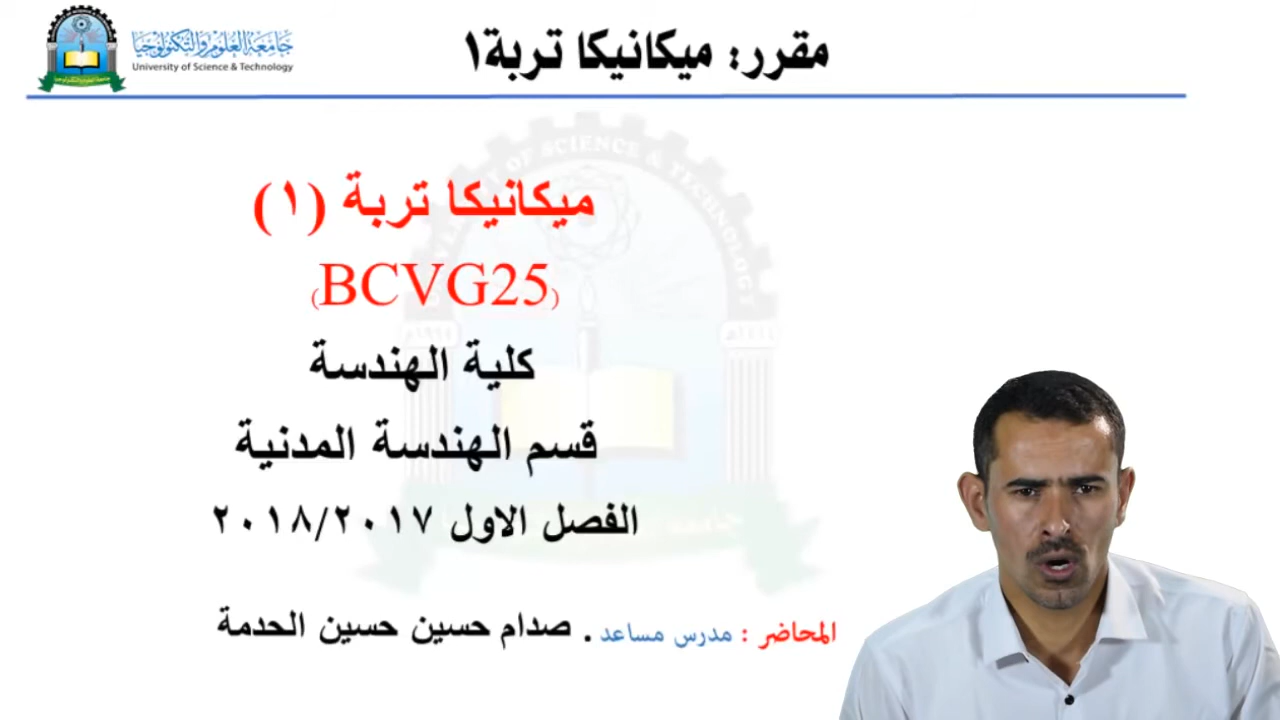 جامعة العلوم والتكنولوجيا
University of Science & Technology
مقرر: ميكانيكا تربة١
ميكانيكا تربة (١)
(BCVG25)
كلية الهندسة
قسم الهندسة المدنية
الفصل الاول ٢٠١٨/٢٠١٧
المحاضر : مدرس مساعد . صدام حسين حسين الحدمة